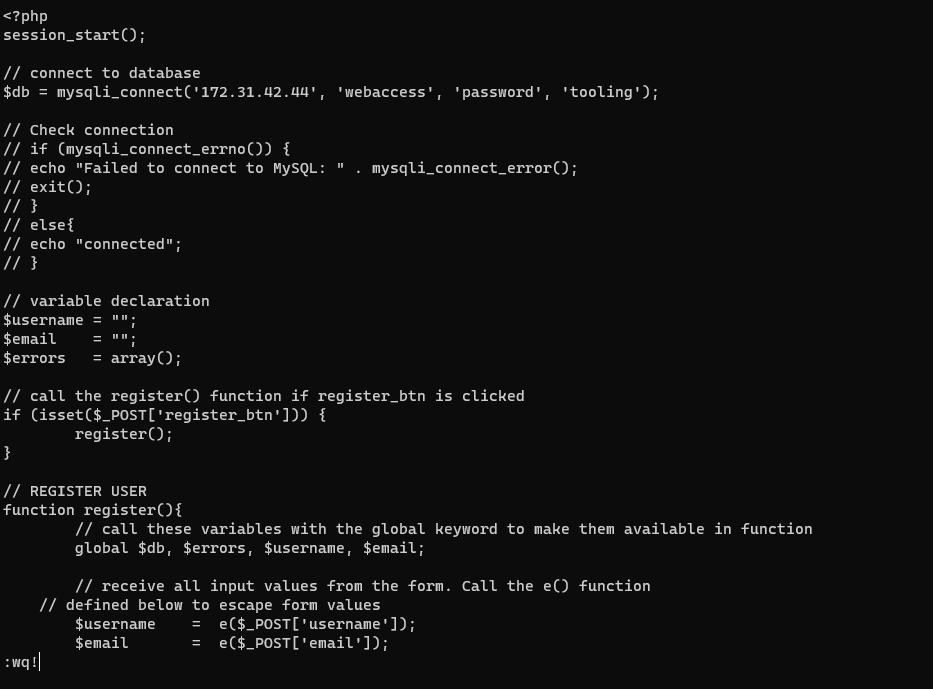 <?php
session_start();
// connect to database
$db = mysqli_connect('172.31.42.44', 'webaccess', 'password', 'tooling');
// Check connection
// if (mysqli_connect_errno()) {
// echo "Failed to connect to MySQL: " . mysqli_connect_error();
// exit();
// }
// else{
// echo "connected";
// }
// variable declaration
$username = "";
$email    = "";
$errors   = array();
// call the register() function if register_btn is clicked
if (isset($_POST['register_btn'])) {
        register();
}
// REGISTER USER
function register(){
        // call these variables with the global keyword to make them available in function
        global $db, $errors, $username, $email;
        // receive all input values from the form. Call the e() function
    // defined below to escape form values
        $username    =  e($_POST['username']);
        $email       =  e($_POST['email']);
:wq!